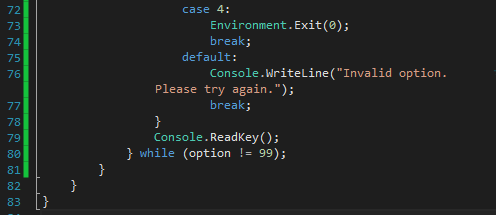 72 case 4:
73 Environment.Exit(0);
74 break;
75 default:
76 Console.WriteLine("Invalid option.
Please try again.");
77 break;
78 }
79 Console.ReadKey();
80 } while (option != 99);
81 }
82 }
83 }